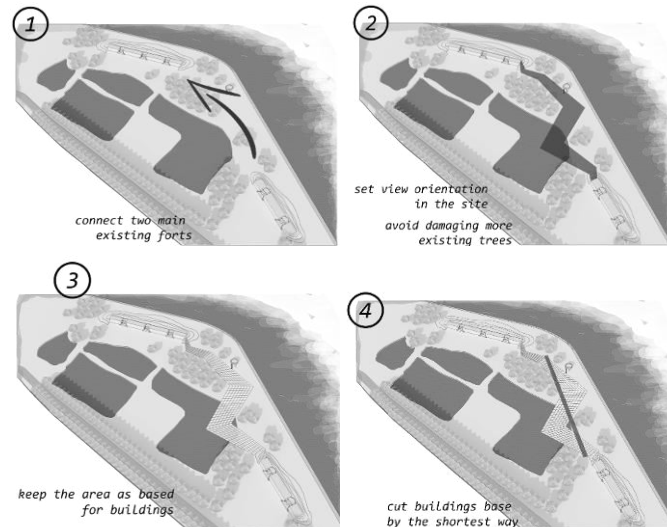 1
connect two main
existing forts
2
set view orientation
in the site
avoid damaging more
existing trees
3
keep the area as based
for buildings
4
cut buildings base
by the shortest way